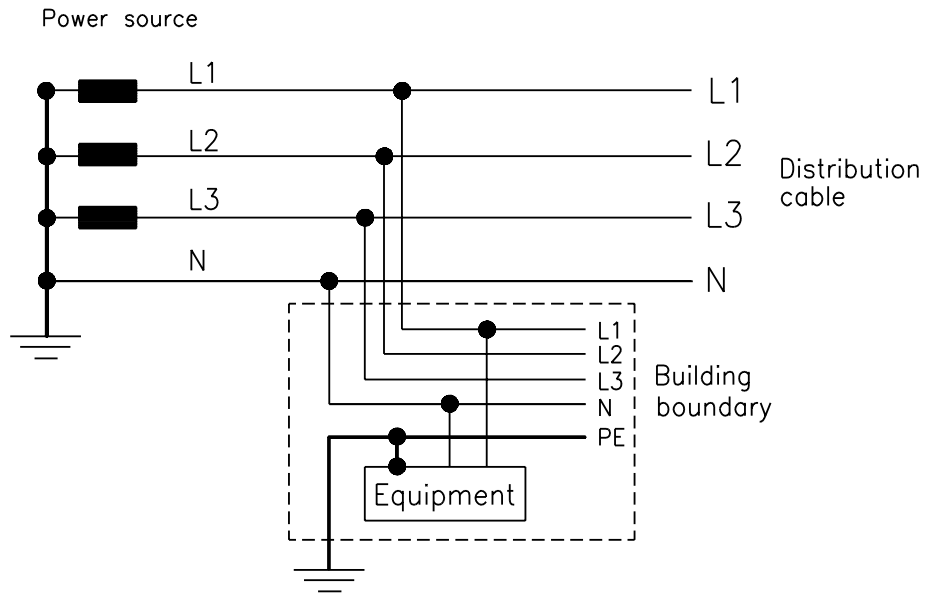 Power source
L1
L1
L2
L2
Distribution
cable
L3
L3
N
N
L1
L2
L3
N
PE
Building
boundary
Equipment